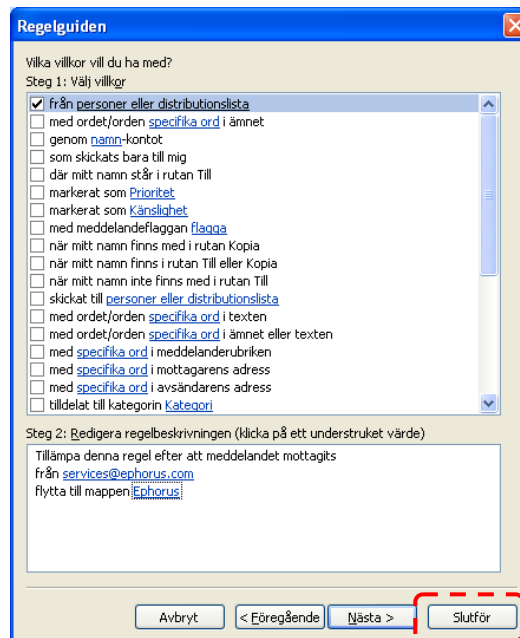 Regelguiden
Vilka villkor vill du ha med?
Steg 1: Välj villkor
från personer eller distributionslista
med ordet/orden specifika ord i ämnet
genom namn-kontot
som skickats bara till mig
där mitt namn står i rutan Till
markerat som Prioritet
markerat som Känslighet
med meddelandeflaggan flagga
när mitt namn finns med i rutan Kopia
när mitt namn finns i rutan Till eller Kopia
när mitt namn inte finns med i rutan Till
skickat till personer eller distributionslista
med ordet/orden specifika ord i texten
med ordet/orden specifika ord i ämnet eller texten
med specifika ord i meddelanderubriken
med specifika ord i mottagarens adress
med specifika ord i avsändarens adress
tilldelat till kategorin Kategori
Steg 2: Redigera regelbeskrivningen (klicka på ett understruket värde)
Tillämpa denna regel efter att meddelandet mottagits
från services@ephorus.com
flytta till mappen Ephorus
Avbryt < Föregående Nästa > Slutför